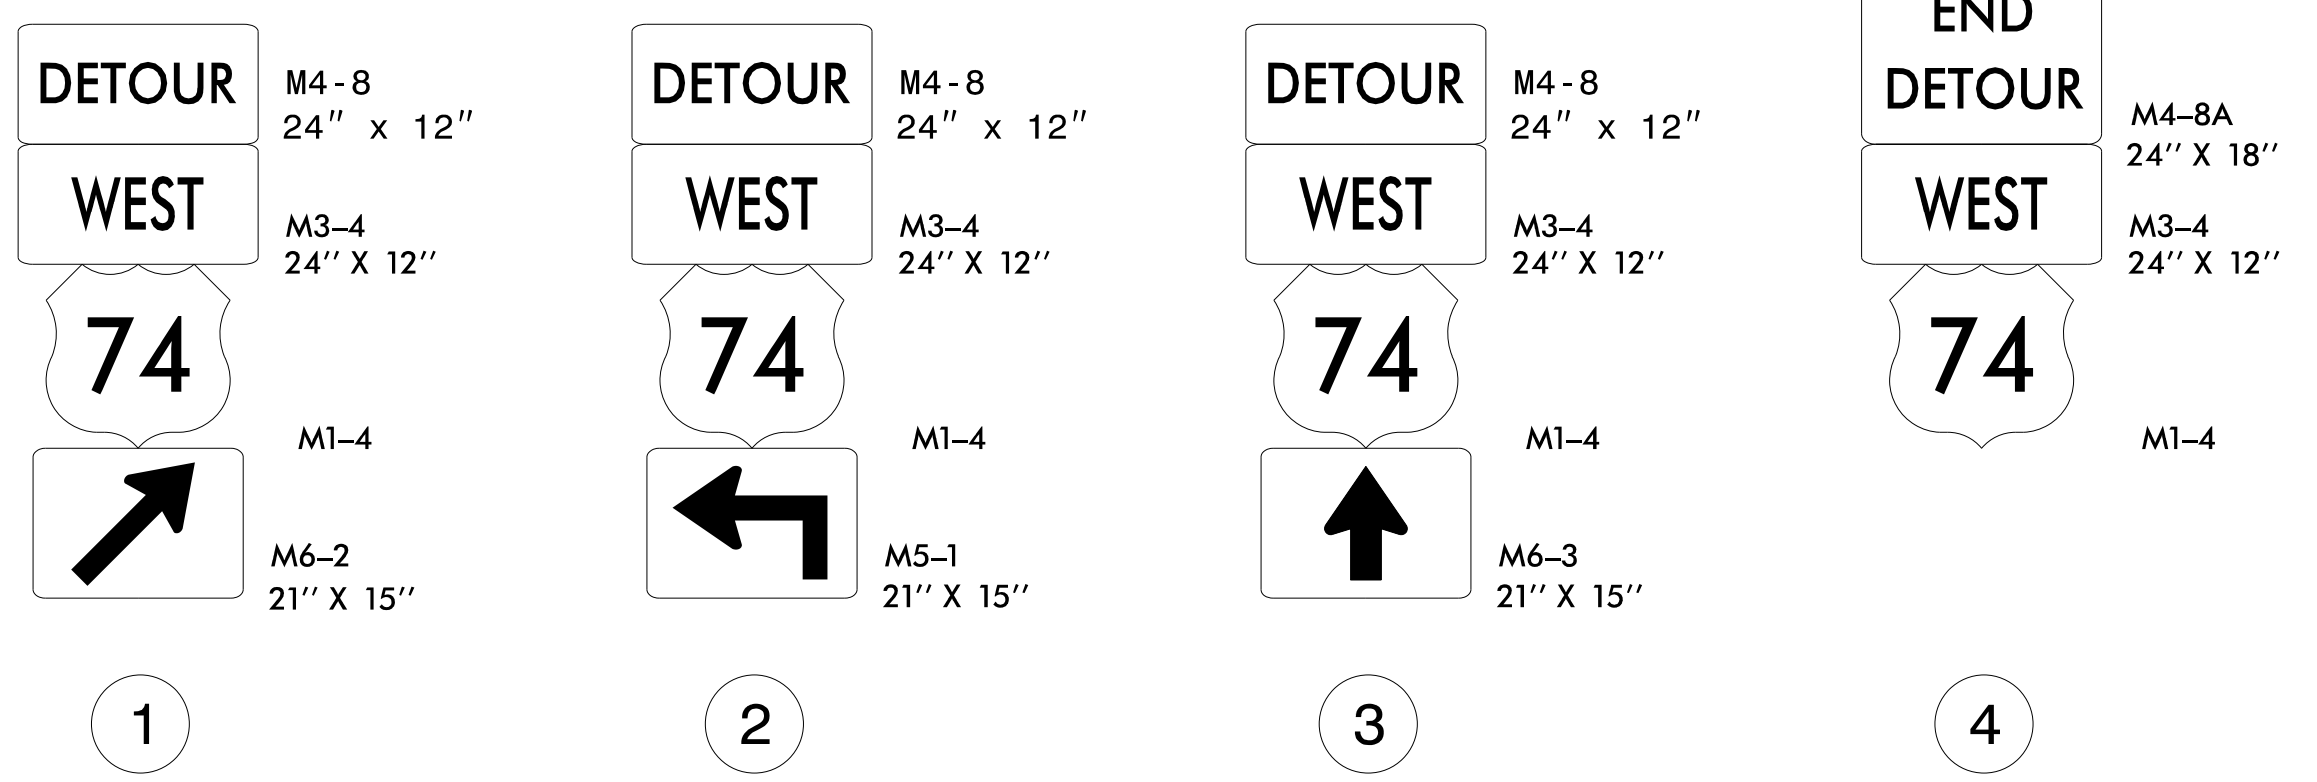 DETOUR
M4-8
24" x 12"
WEST
M3-4
24'' X 12''
74
M1-4
M6-2
21'' X 15''
1
DETOUR
M4-8
24" x 12"
WEST
M3-4
24'' X 12''
74
M1-4
M5-1
21'' X 15''
2
DETOUR
M4-8
24" x 12"
WEST
M3-4
24'' X 12''
74
M1-4
M6-3
21'' X 15''
3
END
DETOUR
M4-8A
24'' X 18''
WEST
M3-4
24'' X 12''
74
M1-4
4